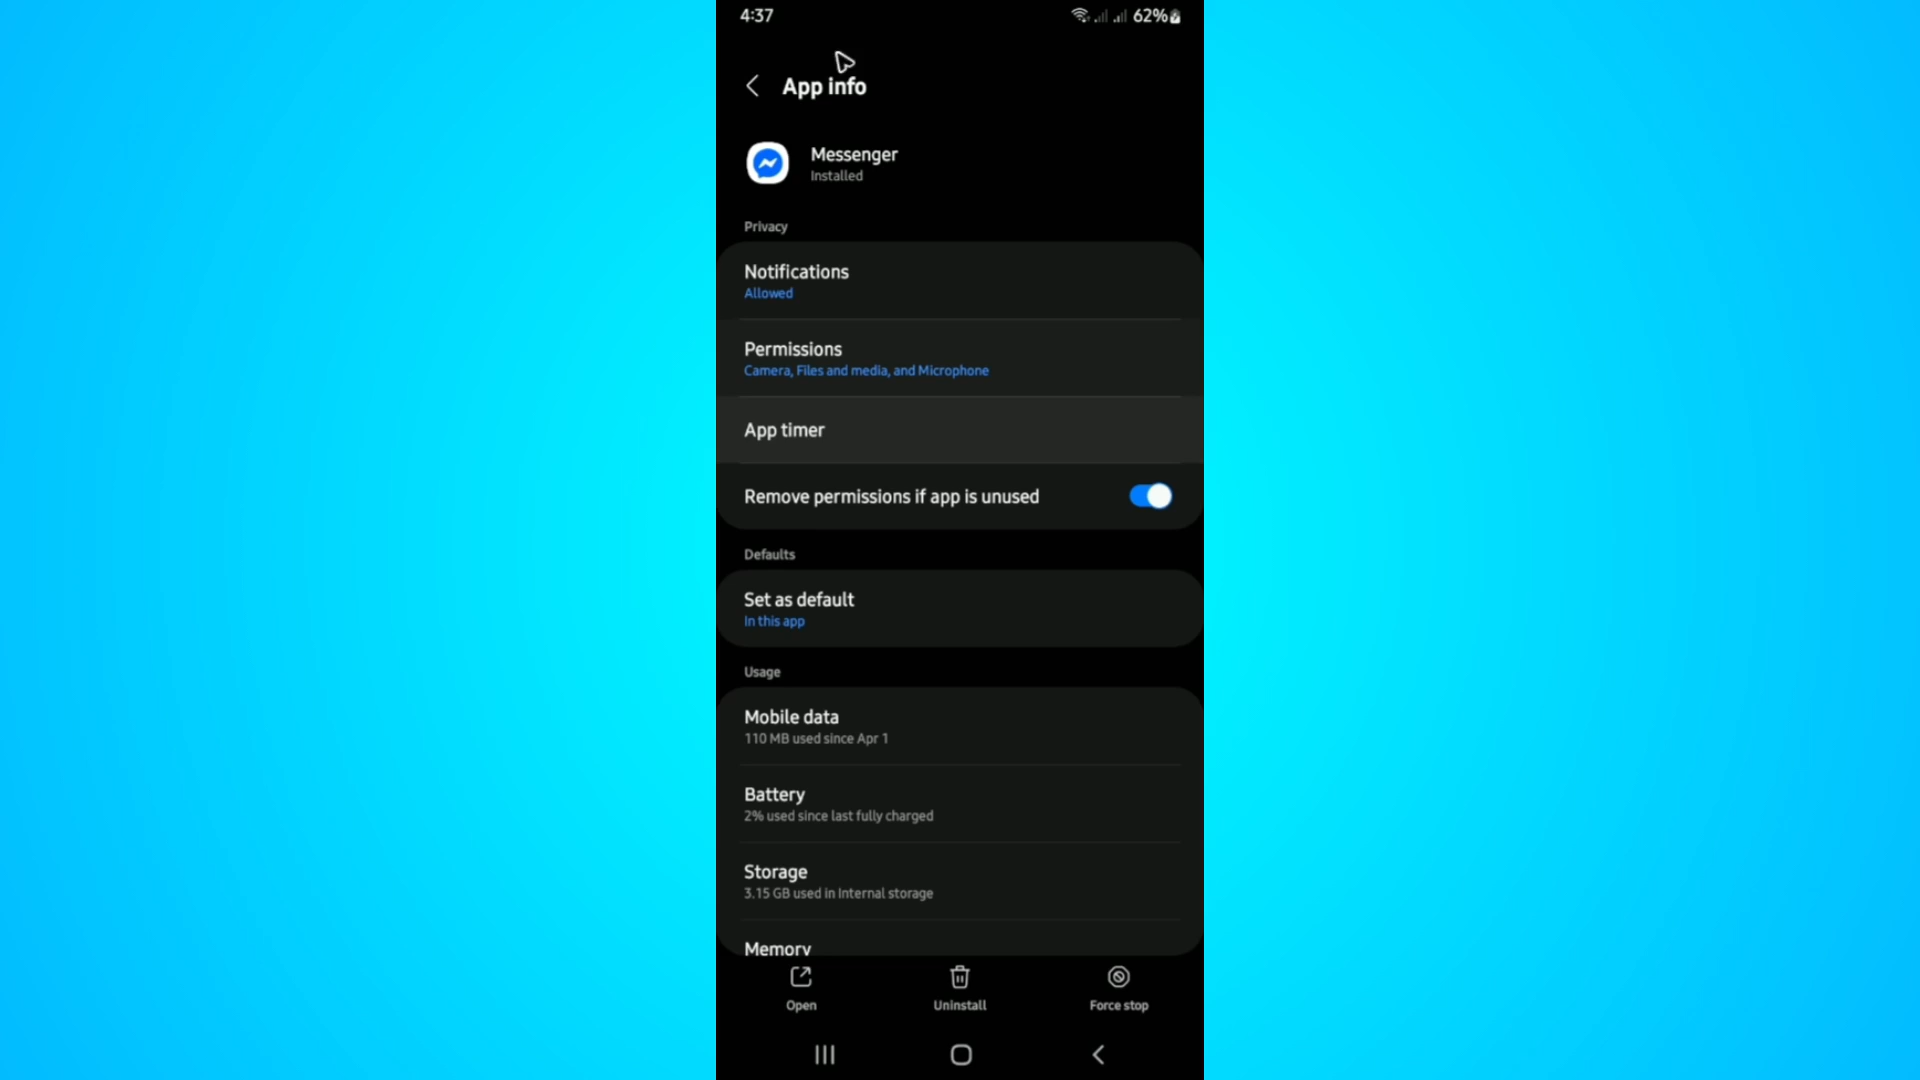 4:37
62%
App info
Messenger
Installed
Privacy
Notifications
Allowed
Permissions
Camera, Files and media, and Microphone
App timer
Remove permissions if app is unused
Defaults
Set as default
In this app
Usage
Mobile data
110 MB used since Apr 1
Battery
2% used since last fully charged
Storage
3.15 GB used in Internal storage
Memory
Open
Uninstall
Force stop